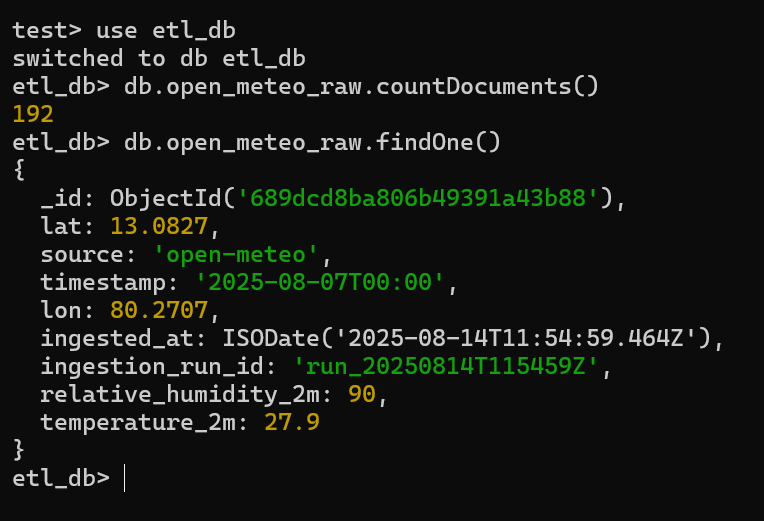 test> use etl_db
switched to db etl_db
etl_db> db.open_meteo_raw.countDocuments()
192
etl_db> db.open_meteo_raw.findOne()
{
  _id: ObjectId('689dcd8ba806b49391a43b88'),
  lat: 13.0827,
  source: 'open-meteo',
  timestamp: '2025-08-07T00:00',
  lon: 80.2707,
  ingested_at: ISODate('2025-08-14T11:54:59.464Z'),
  ingestion_run_id: 'run_20250814T115459Z',
  relative_humidity_2m: 90,
  temperature_2m: 27.9
}
etl_db>